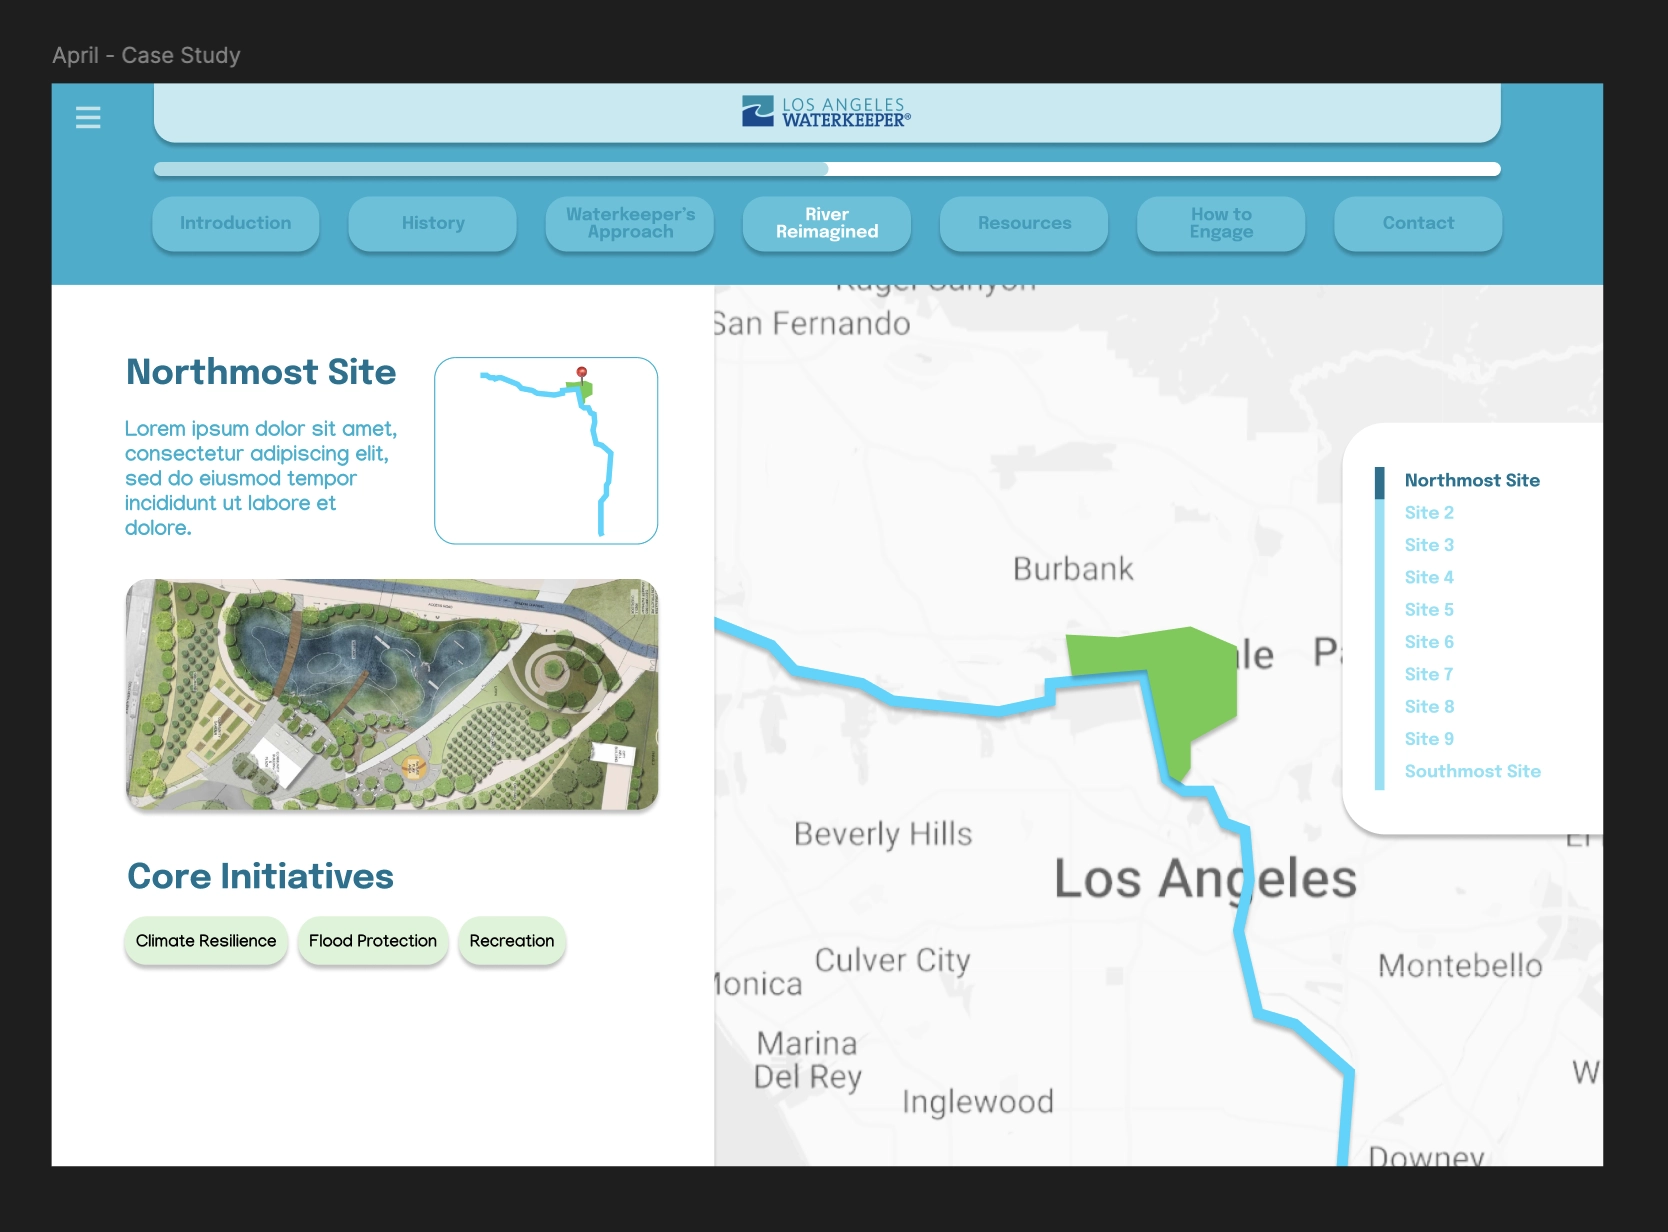 April - Case Study
LOS ANGELES
WATERKEEPER®
Introduction
History
Waterkeeper's
Approach
River
Reimagined
Resources
How to
Engage
Contact
Northmost Site
Lorem ipsum dolor sit amet,
consectetur adipiscing elit,
sed do eiusmod tempor
incididunt ut labore et
dolore.
Core Initiatives
Climate Resilience
Flood Protection
Recreation
San Fernando
Burbank
Beverly Hills
Los Angeles
Culver City
Montebello
Marina
Del Rey
Inglewood
Downey
Northmost Site
Site 2
Site 3
Site 4
Site 5
Site 6
Site 7
Site 8
Site 9
Southmost Site